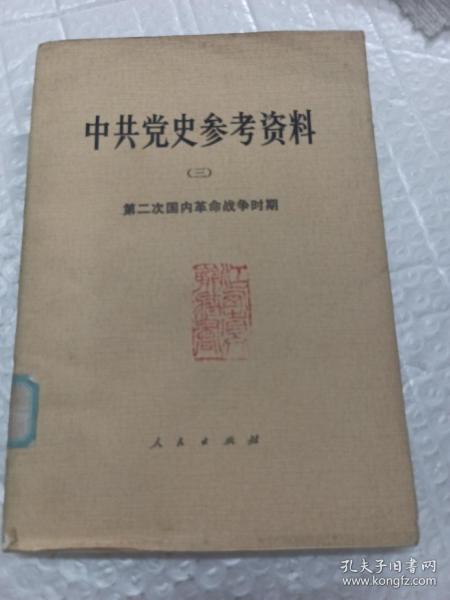 中共党史参考资料
（三）
第二次国内革命战争时期
人民出版社
孔夫子旧书网
www.kongfz.com